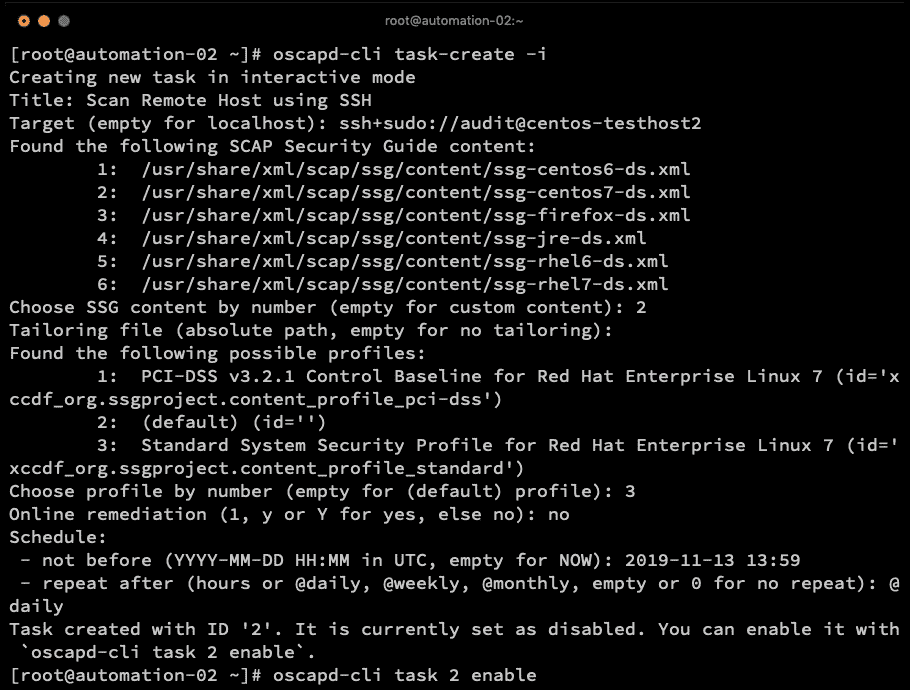 root@automation-02:~
[root@automation-02 ~]# oscapd-cli task-create -i
Creating new task in interactive mode
Title: Scan Remote Host using SSH
Target (empty for localhost): ssh+sudo://audit@centos-testhost2
Found the following SCAP Security Guide content:
        1:  /usr/share/xml/scap/ssg/content/ssg-centos6-ds.xml
        2:  /usr/share/xml/scap/ssg/content/ssg-centos7-ds.xml
        3:  /usr/share/xml/scap/ssg/content/ssg-firefox-ds.xml
        4:  /usr/share/xml/scap/ssg/content/ssg-jre-ds.xml
        5:  /usr/share/xml/scap/ssg/content/ssg-rhel6-ds.xml
        6:  /usr/share/xml/scap/ssg/content/ssg-rhel7-ds.xml
Choose SSG content by number (empty for custom content): 2
Tailoring file (absolute path, empty for no tailoring):
Found the following possible profiles:
        1:  PCI-DSS v3.2.1 Control Baseline for Red Hat Enterprise Linux 7 (id='x
ccdf_org.ssgproject.content_profile_pci-dss')
        2:  (default) (id='')
        3:  Standard System Security Profile for Red Hat Enterprise Linux 7 (id='
xccdf_org.ssgproject.content_profile_standard')
Choose profile by number (empty for (default) profile): 3
Online remediation (1, y or Y for yes, else no): no
Schedule:
 - not before (YYYY-MM-DD HH:MM in UTC, empty for NOW): 2019-11-13 13:59
 - repeat after (hours or @daily, @weekly, @monthly, empty or 0 for no repeat): @
daily
Task created with ID '2'. It is currently set as disabled. You can enable it with
 `oscapd-cli task 2 enable`.
[root@automation-02 ~]# oscapd-cli task 2 enable